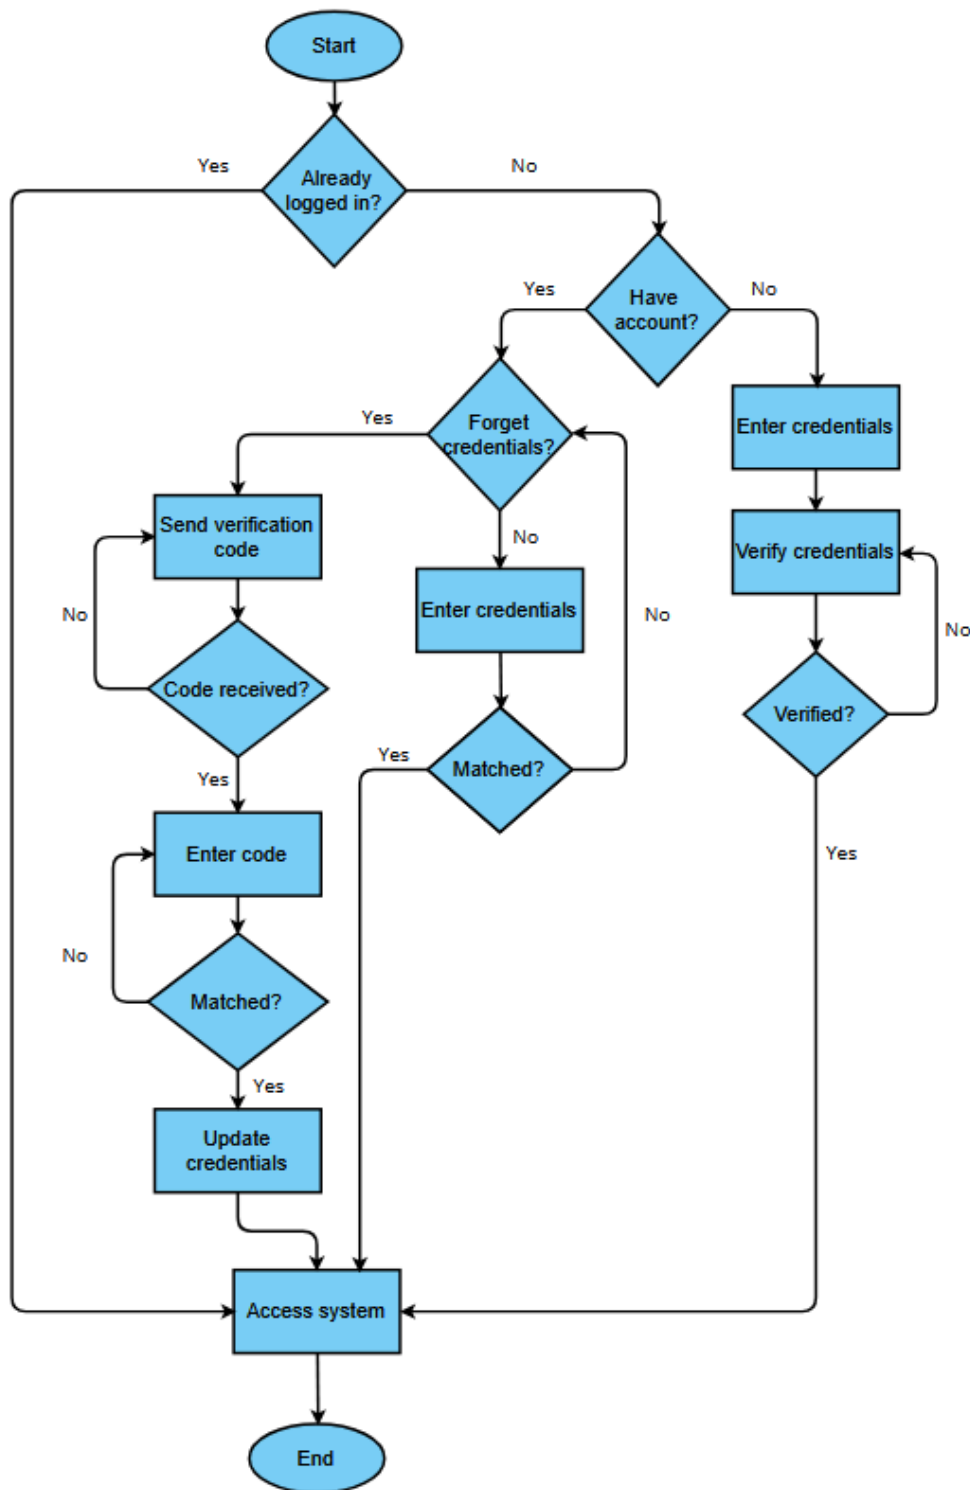 Start
Yes
No
Already
logged in?
Yes
No
Have
account?
Yes
Forget
credentials?
Enter credentials
Send verification
code
No
Verify credentials
No
Enter credentials
No
No
Code received?
Verified?
Yes
Matched?
Yes
Enter code
Yes
No
Matched?
Yes
Update
credentials
Access system
End